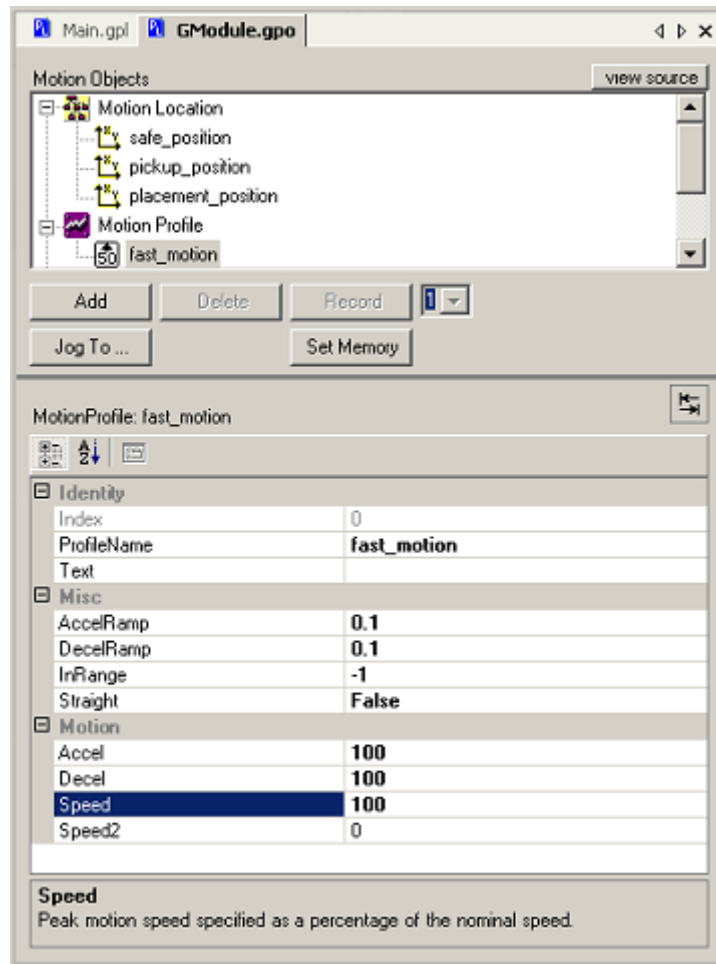 Main.gpl GModule.gpo
Motion Objects view source
Motion Location
safe_position
pickup_position
placement_position
Motion Profile
50 fast_motion
Add Delete Record 1
Jog To ... Set Memory
MotionProfile: fast_motion
Identity
Index 0
ProfileName fast_motion
Text
Misc
AccelRamp 0.1
DecelRamp 0.1
InRange -1
Straight False
Motion
Accel 100
Decel 100
Speed 100
Speed2 0
Speed
Peak motion speed specified as a percentage of the nominal speed.